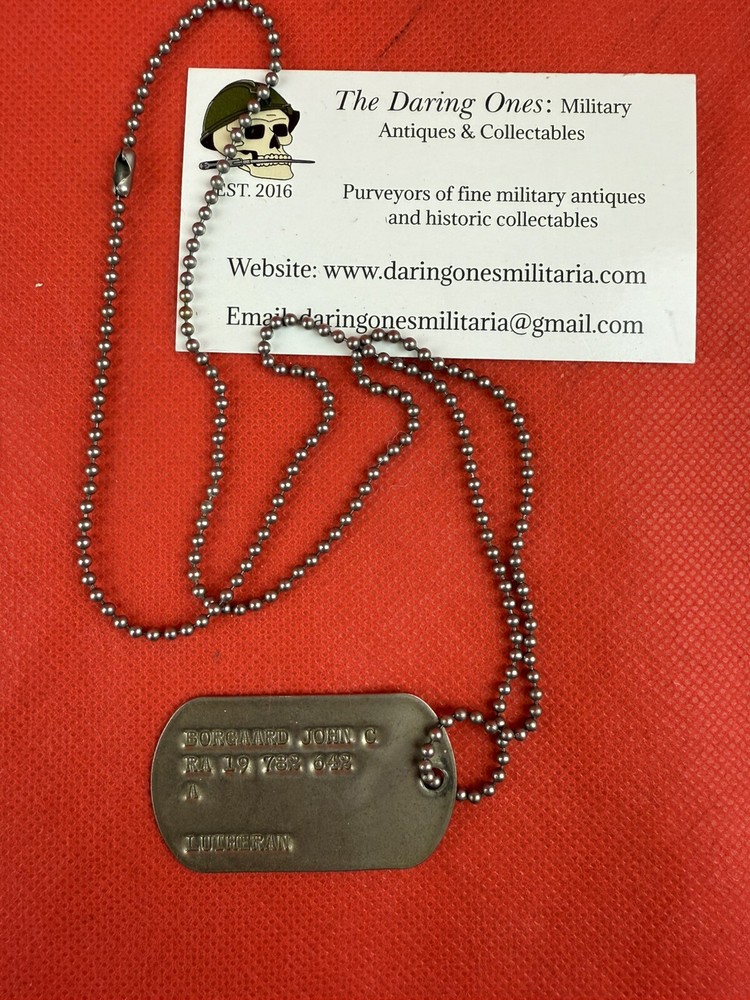 The Daring Ones: Military
Antiques & Collectables
EST. 2016
Purveyors of fine military antiques
and historic collectables
Website: www.daringonesmilitaria.com
Email: daringonesmilitaria@gmail.com
BORGAARD JOHN C
RA 19 782 642
A
LUTHERAN